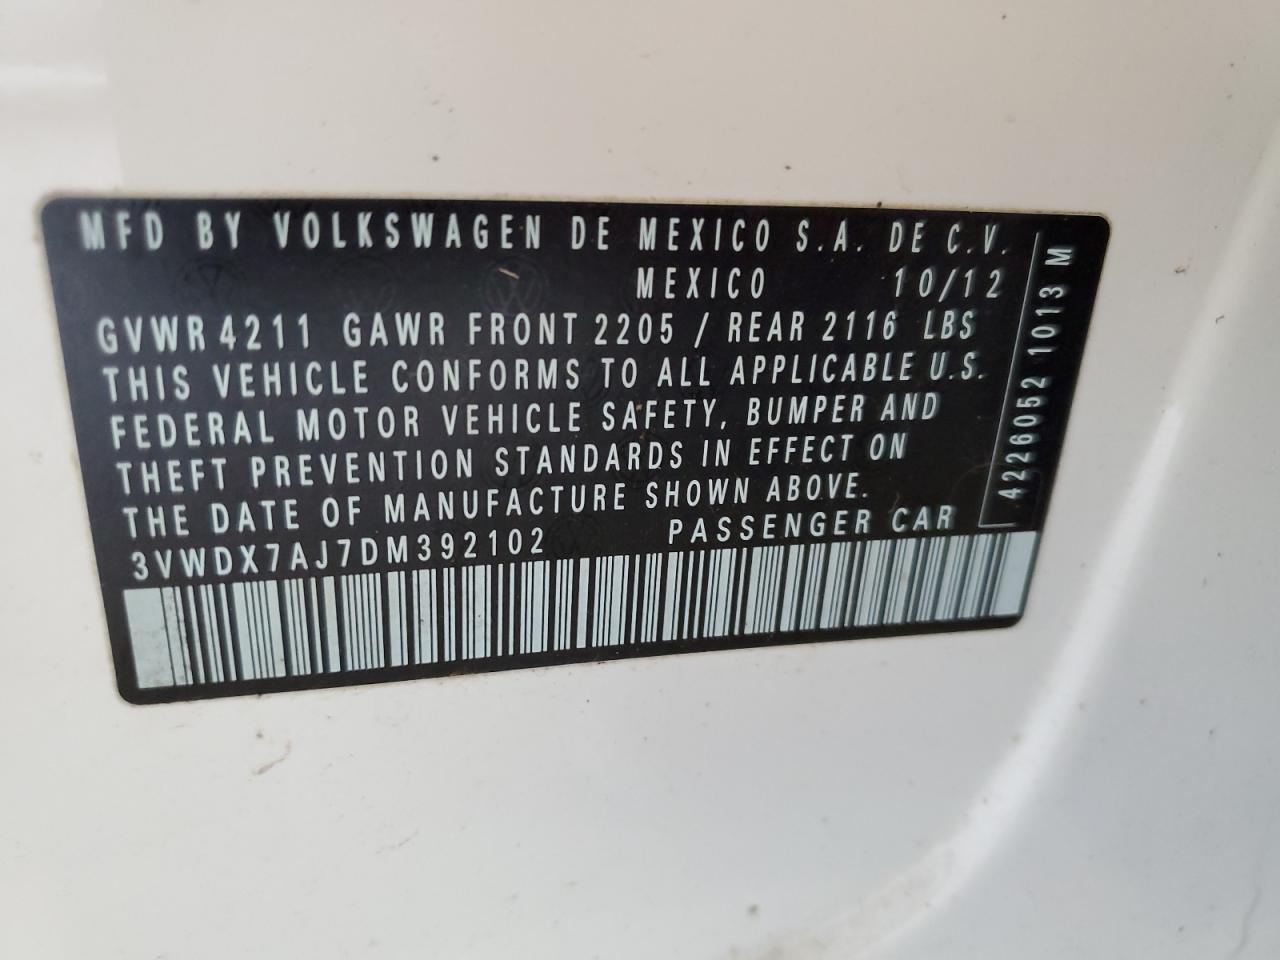 MFD BY VOLKSWAGEN DE MEXICO S.A. DE C.V.
MEXICO 10/12
GVWR 4211 GAWR FRONT 2205 / REAR 2116 LBS
THIS VEHICLE CONFORMS TO ALL APPLICABLE U.S.
FEDERAL MOTOR VEHICLE SAFETY, BUMPER AND
THEFT PREVENTION STANDARDS IN EFFECT ON
THE DATE OF MANUFACTURE SHOWN ABOVE.
3VWDX7AJ7DM392102 PASSENGER CAR
4226052 1013 M